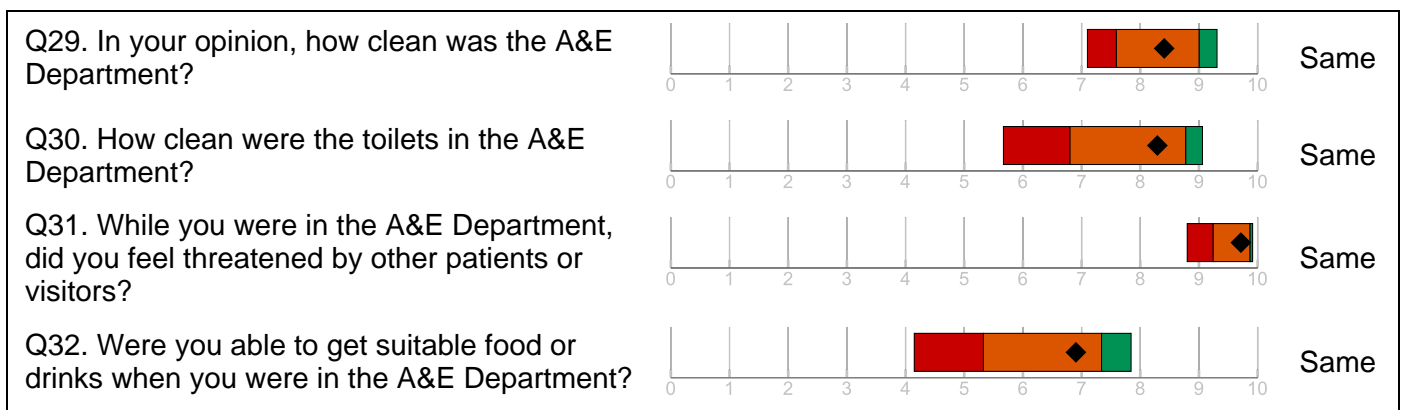 Q29. In your opinion, how clean was the A&E
Department?
0 1 2 3 4 5 6 7 8 9 10
Same
Q30. How clean were the toilets in the A&E
Department?
0 1 2 3 4 5 6 7 8 9 10
Same
Q31. While you were in the A&E Department,
did you feel threatened by other patients or
visitors?
0 1 2 3 4 5 6 7 8 9 10
Same
Q32. Were you able to get suitable food or
drinks when you were in the A&E Department?
0 1 2 3 4 5 6 7 8 9 10
Same